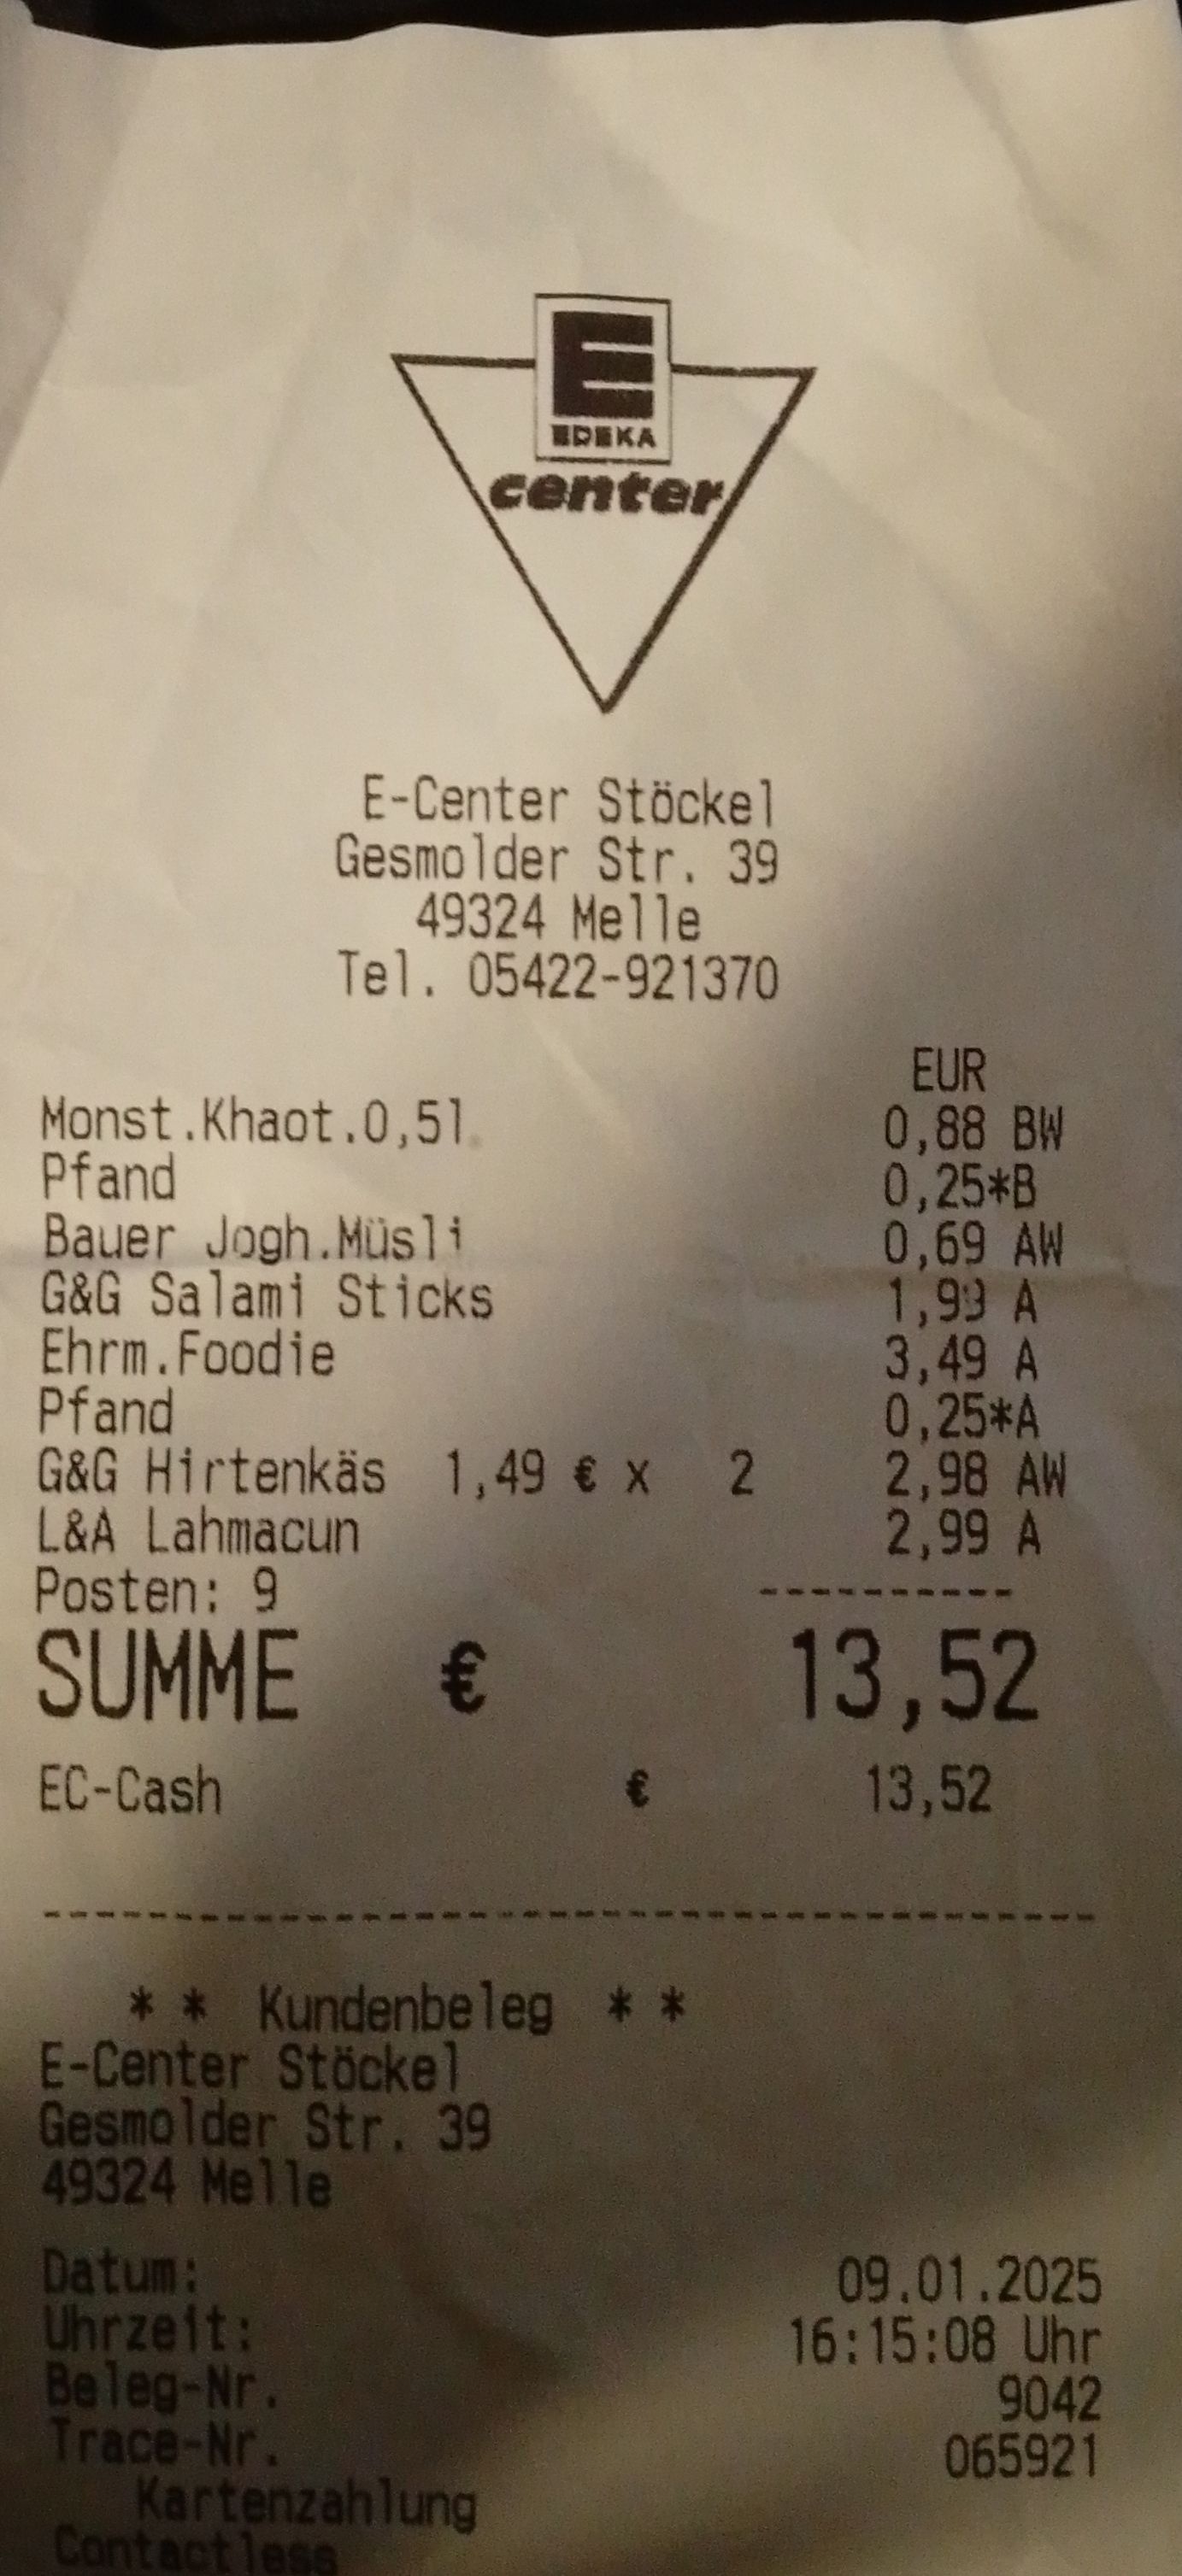 E
EDEKA
center
E-Center Stöckel
Gesmolder Str. 39
49324 Melle
Tel. 05422-921370
EUR
Monst.Khaot.0,5l 0,88 BW
Pfand 0,25*B
Bauer Jogh.Müsli 0,69 AW
G&G Salami Sticks 1,99 A
Ehrm.Foodie 3,49 A
Pfand 0,25*A
G&G Hirtenkäs 1,49 € x 2 2,98 AW
L&A Lahmacun 2,99 A
Posten: 9 ----------
SUMME € 13,52
EC-Cash € 13,52
----------------------------------------
* * Kundenbeleg * *
E-Center Stöckel
Gesmolder Str. 39
49324 Melle
Datum: 09.01.2025
Uhrzeit: 16:15:08 Uhr
Beleg-Nr. 9042
Trace-Nr. 065921
Kartenzahlung
Contactless